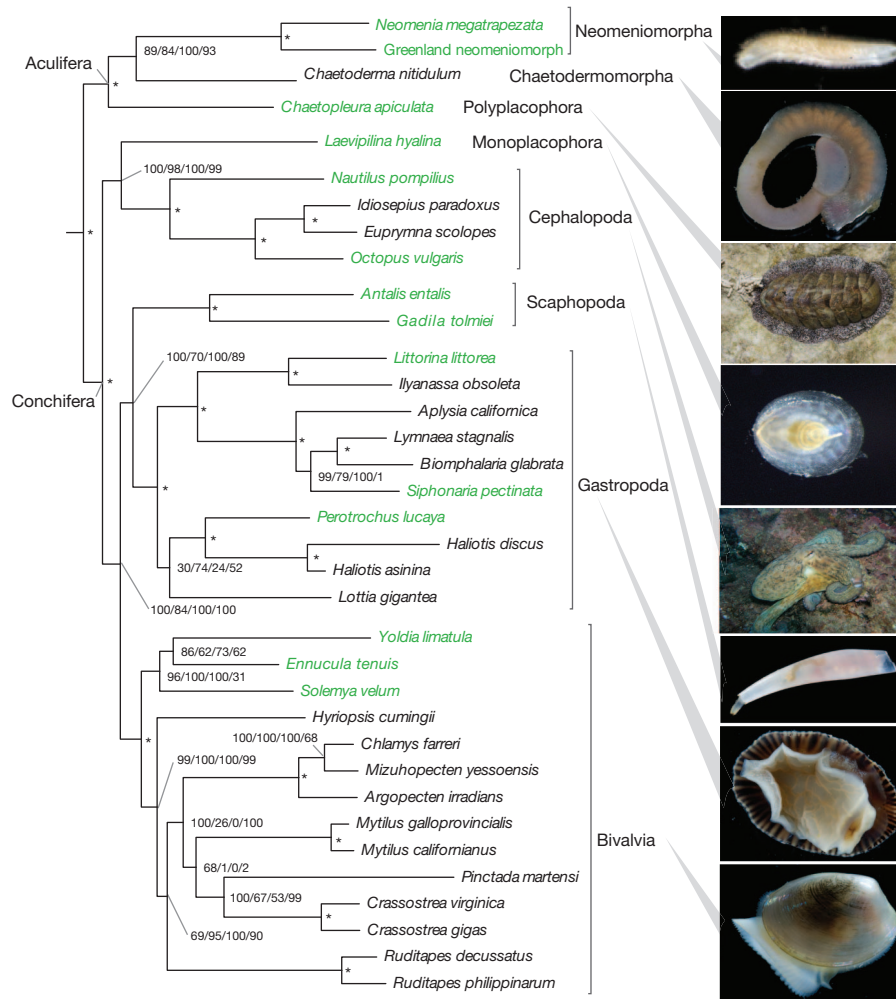 Neomenia megatrapezata
Neomeniomorpha
89/84/100/93
*
Greenland neomeniomorph
Aculifera
*
Chaetoderma nitidulum
Chaetodermomorpha
Chaetopleura apiculata
Polyplacophora
Laevipilina hyalina
Monoplacophora
100/98/100/99
Nautilus pompilius
*
Idiosepius paradoxus
*
*
Cephalopoda
*
Euprymna scolopes
*
Octopus vulgaris
Antalis entalis
*
Scaphopoda
Gadila tolmiei
100/70/100/89
Littorina littorea
*
*
Ilyanassa obsoleta
Conchifera
*
Aplysia californica
*
Lymnaea stagnalis
*
Biomphalaria glabrata
99/79/100/1
Gastropoda
*
Siphonaria pectinata
Perotrochus lucaya
*
Haliotis discus
*
30/74/24/52
Haliotis asinina
100/84/100/100
Lottia gigantea
Yoldia limatula
86/62/73/62
Ennucula tenuis
96/100/100/31
Solemya velum
Hyriopsis cumingii
*
100/100/100/68
Chlamys farreri
99/100/100/99
Mizuhopecten yessoensis
*
Argopecten irradians
100/26/0/100
Mytilus galloprovincialis
*
Bivalvia
Mytilus californianus
68/1/0/2
Pinctada martensi
100/67/53/99
Crassostrea virginica
*
69/95/100/90
Crassostrea gigas
Ruditapes decussatus
*
Ruditapes philippinarum